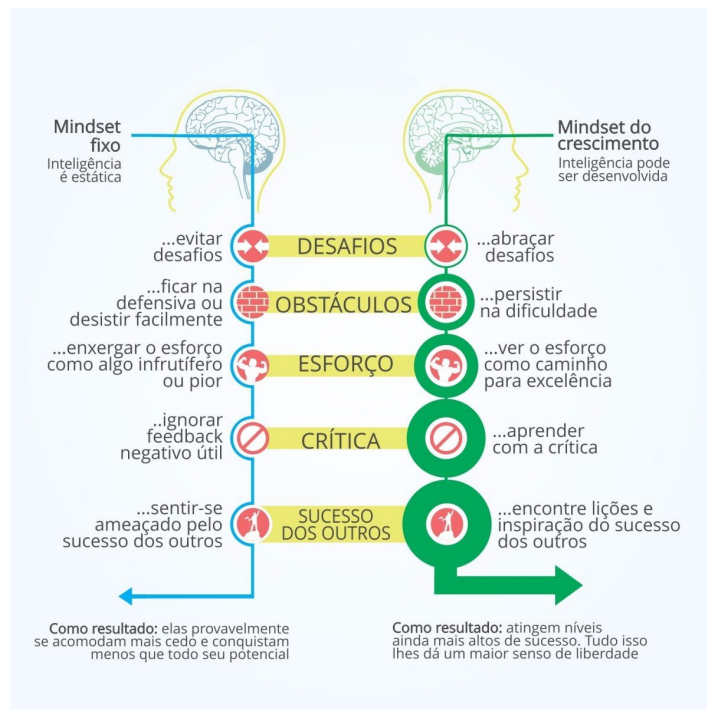 Mindset
fixo
Inteligência
é estática
Mindset do
crescimento
Inteligência pode
ser desenvolvida
...evitar
desafios
DESAFIOS
...abraçar
desafios
...ficar na
defensiva ou
desistir facilmente
OBSTÁCULOS
...persistir
na dificuldade
...enxergar o esforço
como algo infrutífero
ou pior
ESFORÇO
...ver o esforço
como caminho
para excelência
..ignorar
feedback
negativo útil
CRÍTICA
...aprender
com a crítica
...sentir-se
ameaçado pelo
sucesso dos outros
SUCESSO
DOS OUTROS
...encontre lições e
inspiração do sucesso
dos outros
Como resultado: elas provavelmente
se acomodam mais cedo e conquistam
menos que todo seu potencial
Como resultado: atingem níveis
ainda mais altos de sucesso. Tudo isso
lhes dá um maior senso de liberdade